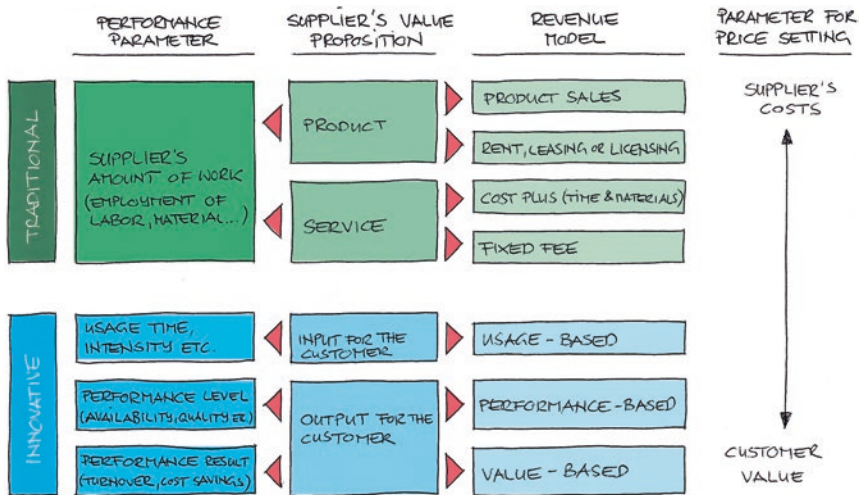 PERFORMANCE
PARAMETER
SUPPLIER'S VALUE
PROPOSITION
REVENUE
MODEL
PARAMETER FOR
PRICE SETTING
TRADITIONAL
SUPPLIER'S
AMOUNT OF WORK
(EMPLOYMENT OF
LABOR, MATERIAL...)
PRODUCT
SERVICE
PRODUCT SALES
RENT, LEASING OR LICENSING
COST PLUS (TIME & MATERIALS)
FIXED FEE
SUPPLIER'S
COSTS
INNOVATIVE
USAGE TIME,
INTENSITY ETC.
INPUT FOR THE
CUSTOMER
USAGE-BASED
PERFORMANCE LEVEL
(AVAILABILITY, QUALITY EC)
OUTPUT FOR THE
CUSTOMER
PERFORMANCE-BASED
PERFORMANCE RESULT
(TURNOVER, COST SAVINGS)
VALUE-BASED
CUSTOMER
VALUE